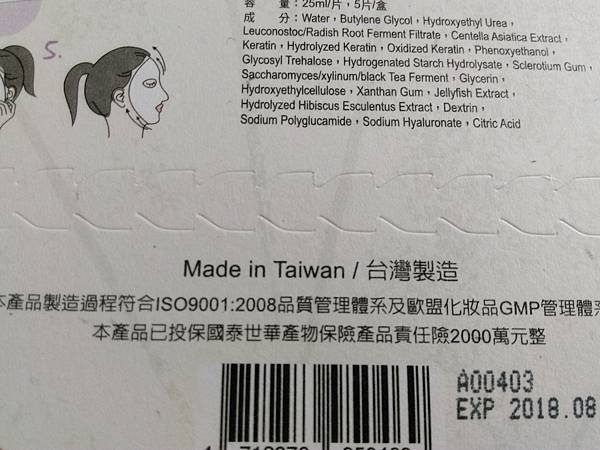 容 量：25ml/片，5片/盒
成 分：Water，Butylene Glycol，Hydroxyethyl Urea，
Leuconostoc/Radish Root Ferment Filtrate，Centella Asiatica Extract，
Keratin，Hydrolyzed Keratin，Oxidized Keratin，Phenoxyethanol，
Glycosyl Trehalose，Hydrogenated Starch Hydrolysate，Sclerotium Gum，
Saccharomyces/xylinum/black Tea Ferment，Glycerin，
Hydroxyethylcellulose，Xanthan Gum，Jellyfish Extract，
Hydrolyzed Hibiscus Esculentus Extract，Dextrin，
Sodium Polyglucamide，Sodium Hyaluronate，Citric Acid
5.
Made in Taiwan / 台灣製造
本產品製造過程符合ISO9001:2008品質管理體系及歐盟化妝品GMP管理體系
本產品已投保國泰世華產物保險產品責任險2000萬元整
A00403
EXP 2018.08